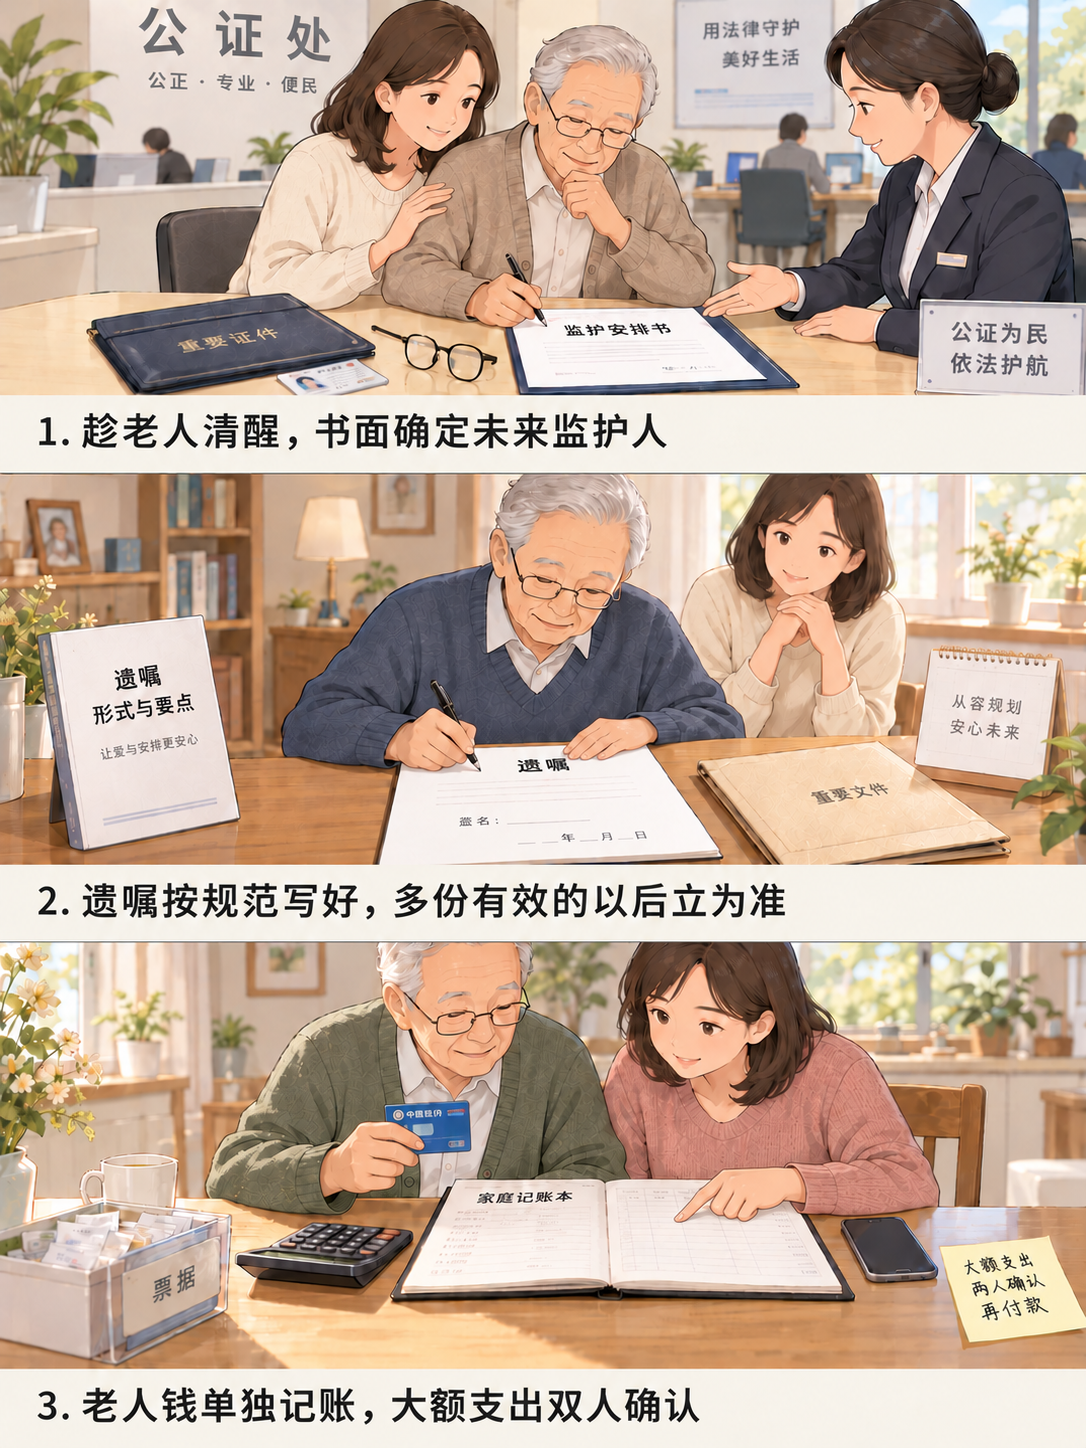 公证处
公正·专业·便民
用法律守护
美好生活
重要证件
监护安排书
公证为民
依法护航
1. 趁老人清醒，书面确定未来监护人
遗嘱
形式与要点
让爱与安排更安心
遗嘱
签名：
年 月 日
重要文件
从容规划
安心未来
2. 遗嘱按规范写好，多份有效的以后立为准
家庭记账本
票据
大额支出
两人确认
再付款
3. 老人钱单独记账，大额支出双人确认